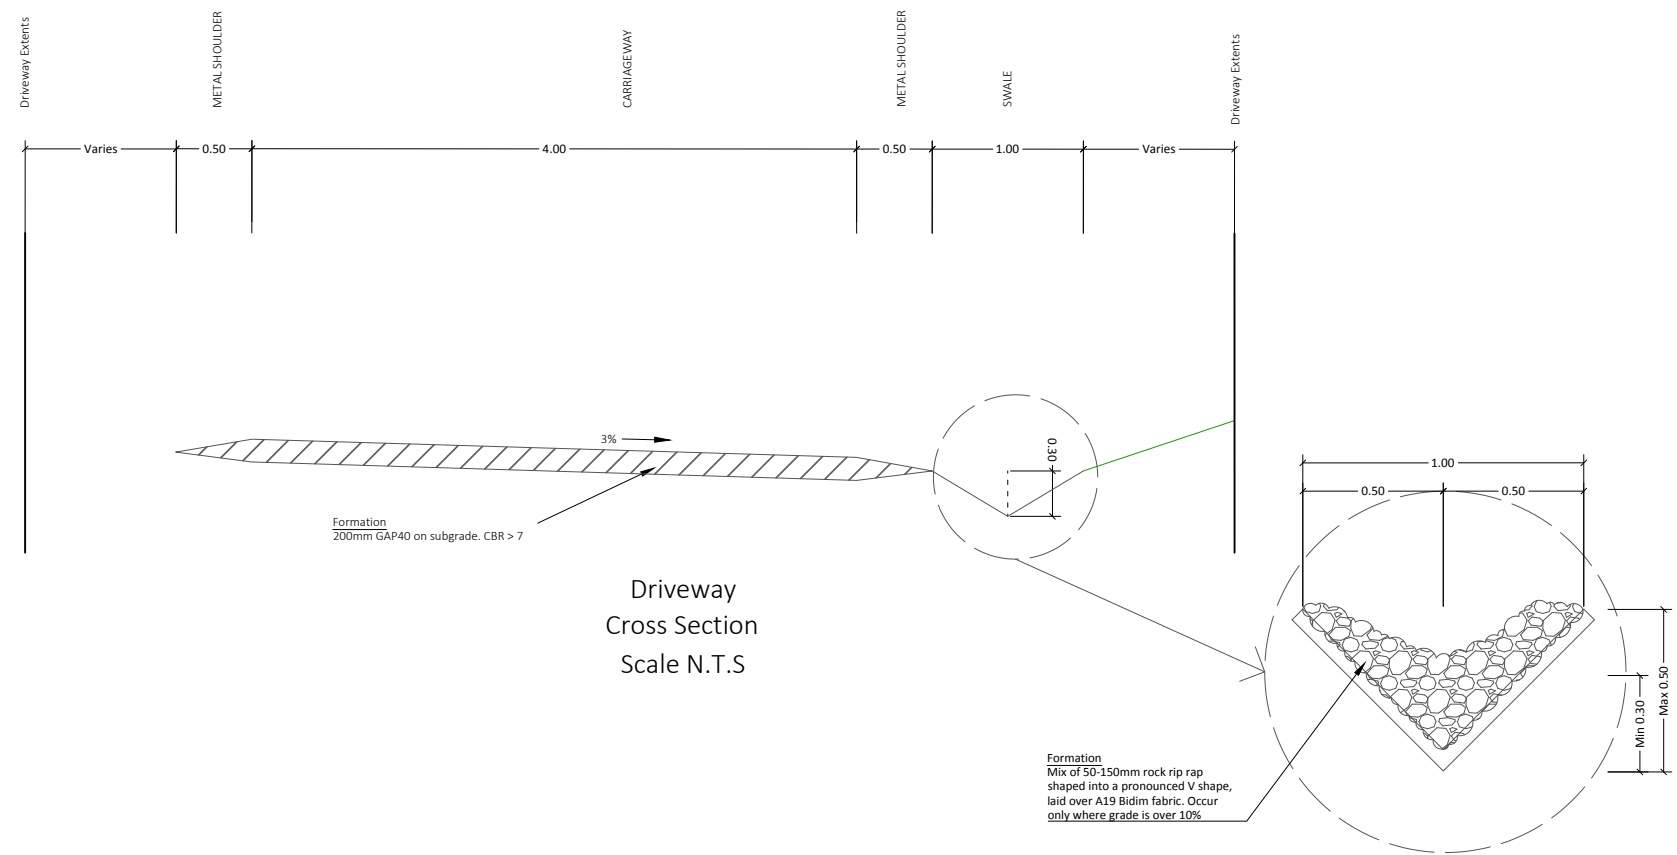 Driveway Extents
METAL SHOULDER
CARRIAGEWAY
METAL SHOULDER
SWALE
Driveway Extents
Varies
0.50
4.00
0.50
1.00
Varies
3%
0.30
Formation
200mm GAP40 on subgrade. CBR > 7
Driveway
Cross Section
Scale N.T.S
1.00
0.50
0.50
Min 0.30
Max 0.50
Formation
Mix of 50-150mm rock rip rap
shaped into a pronounced V shape,
laid over A19 Bidim fabric. Occur
only where grade is over 10%